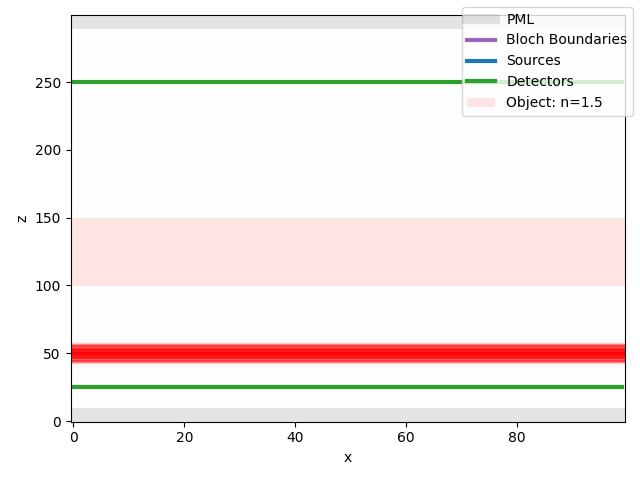 PML
Bloch Boundaries
Sources
Detectors
Object: n=1.5
250
200
150
100
50
0
z
0 20 40 60 80
x